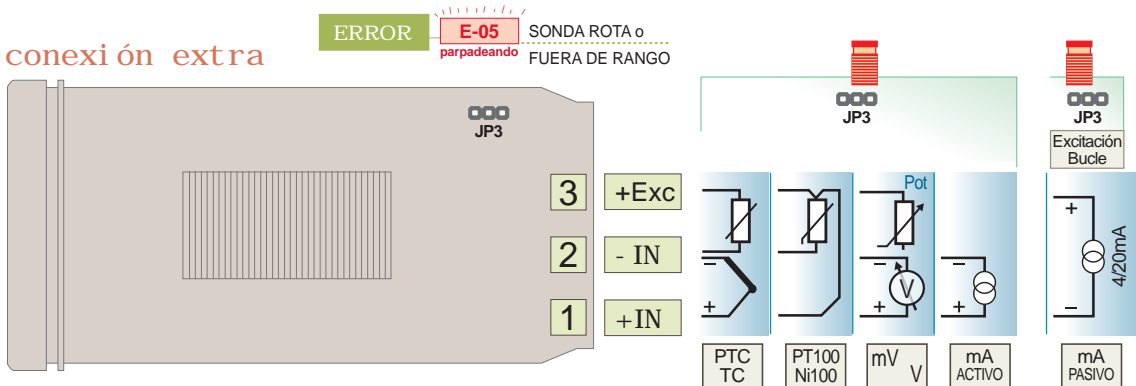 ERROR
E-05
parpadeando
SONDA ROTA o
FUERA DE RANGO
conexión extra
JP3
3
+Exc
2
- IN
1
+IN
JP3
JP3
Excitación
Bucle
Pot
+
4/20mA
−
−
+
−
V
+
−
+
PTC
TC
PT100
Ni100
mV
V
mA
ACTIVO
mA
PASIVO